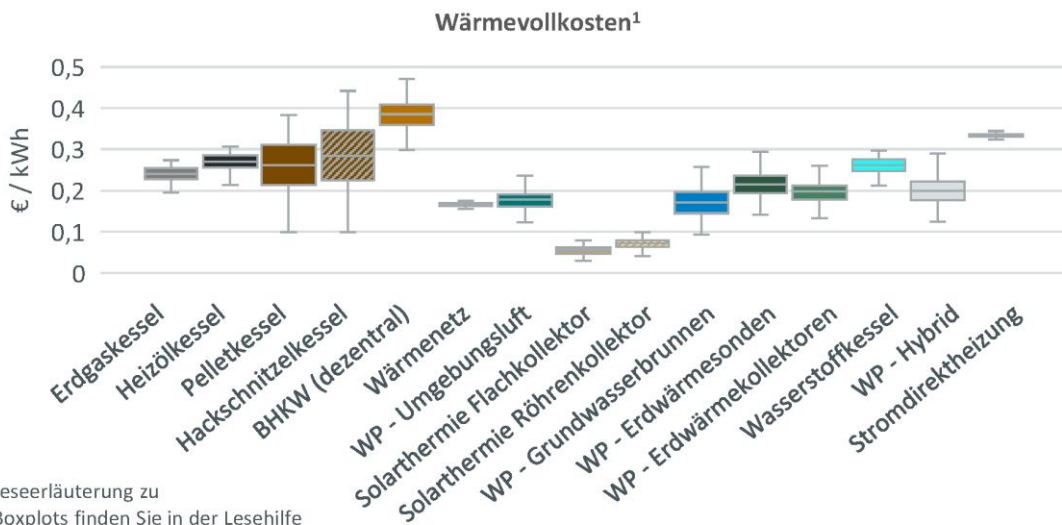 Wärmevollkosten¹
€ / kWh
0,5
0,4
0,3
0,2
0,1
0
Erdgaskessel
Heizölkessel
Pelletkessel
Hackschnitzelkessel
BHKW (dezentral)
Wärmenetz
WP - Umgebungsluft
Solarthermie Flachkollektor
Solarthermie Röhrenkollektor
WP - Grundwasserbrunnen
WP - Erdwärmesonden
WP - Erdwärmekollektoren
Wasserstoffkessel
WP - Hybrid
Stromdirektheizung
eseerläuterung zu
Boxplots finden Sie in der Lesehilfe